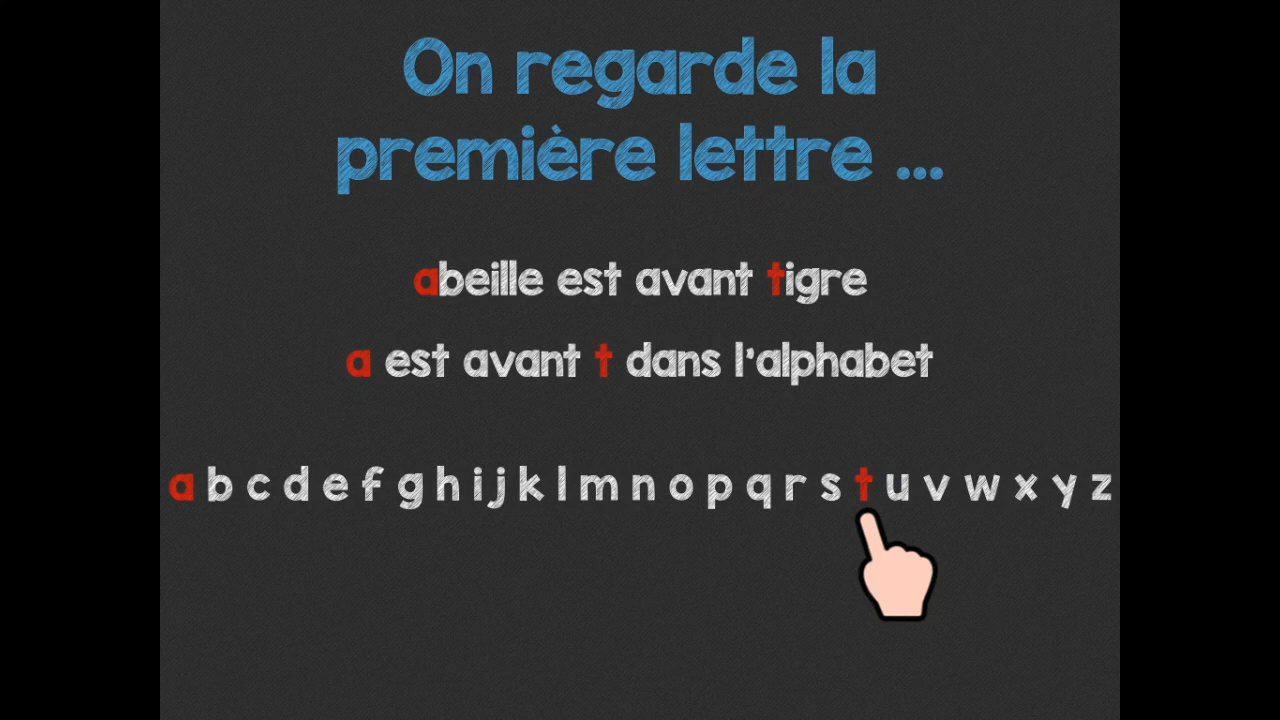 On regarde la
première lettre ...
abeille est avant tigre
a est avant t dans l'alphabet
a b c d e f g h i j k l m n o p q r s t u v w x y z